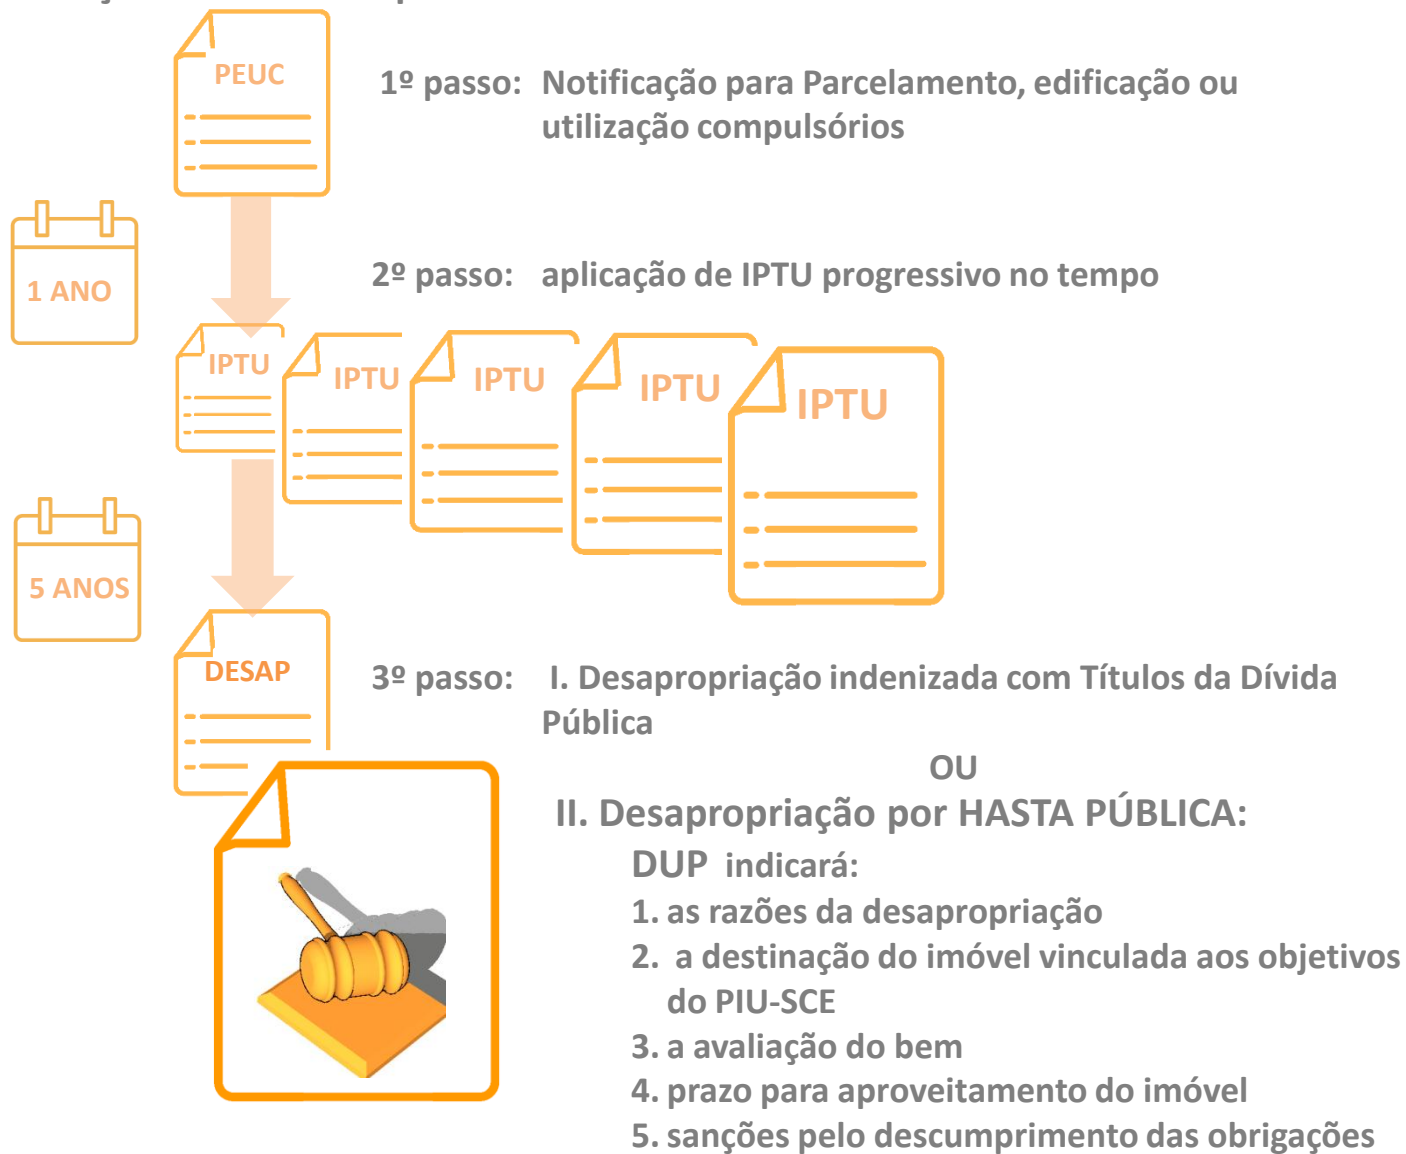 PEUC
1º passo: Notificação para Parcelamento, edificação ou
utilização compulsórios
1 ANO
2º passo: aplicação de IPTU progressivo no tempo
IPTU
IPTU
IPTU
IPTU
IPTU
5 ANOS
DESAP
3º passo: I. Desapropriação indenizada com Títulos da Dívida
Pública
OU
II. Desapropriação por HASTA PÚBLICA:
DUP indicará:
1. as razões da desapropriação
2. a destinação do imóvel vinculada aos objetivos
do PIU-SCE
3. a avaliação do bem
4. prazo para aproveitamento do imóvel
5. sanções pelo descumprimento das obrigações